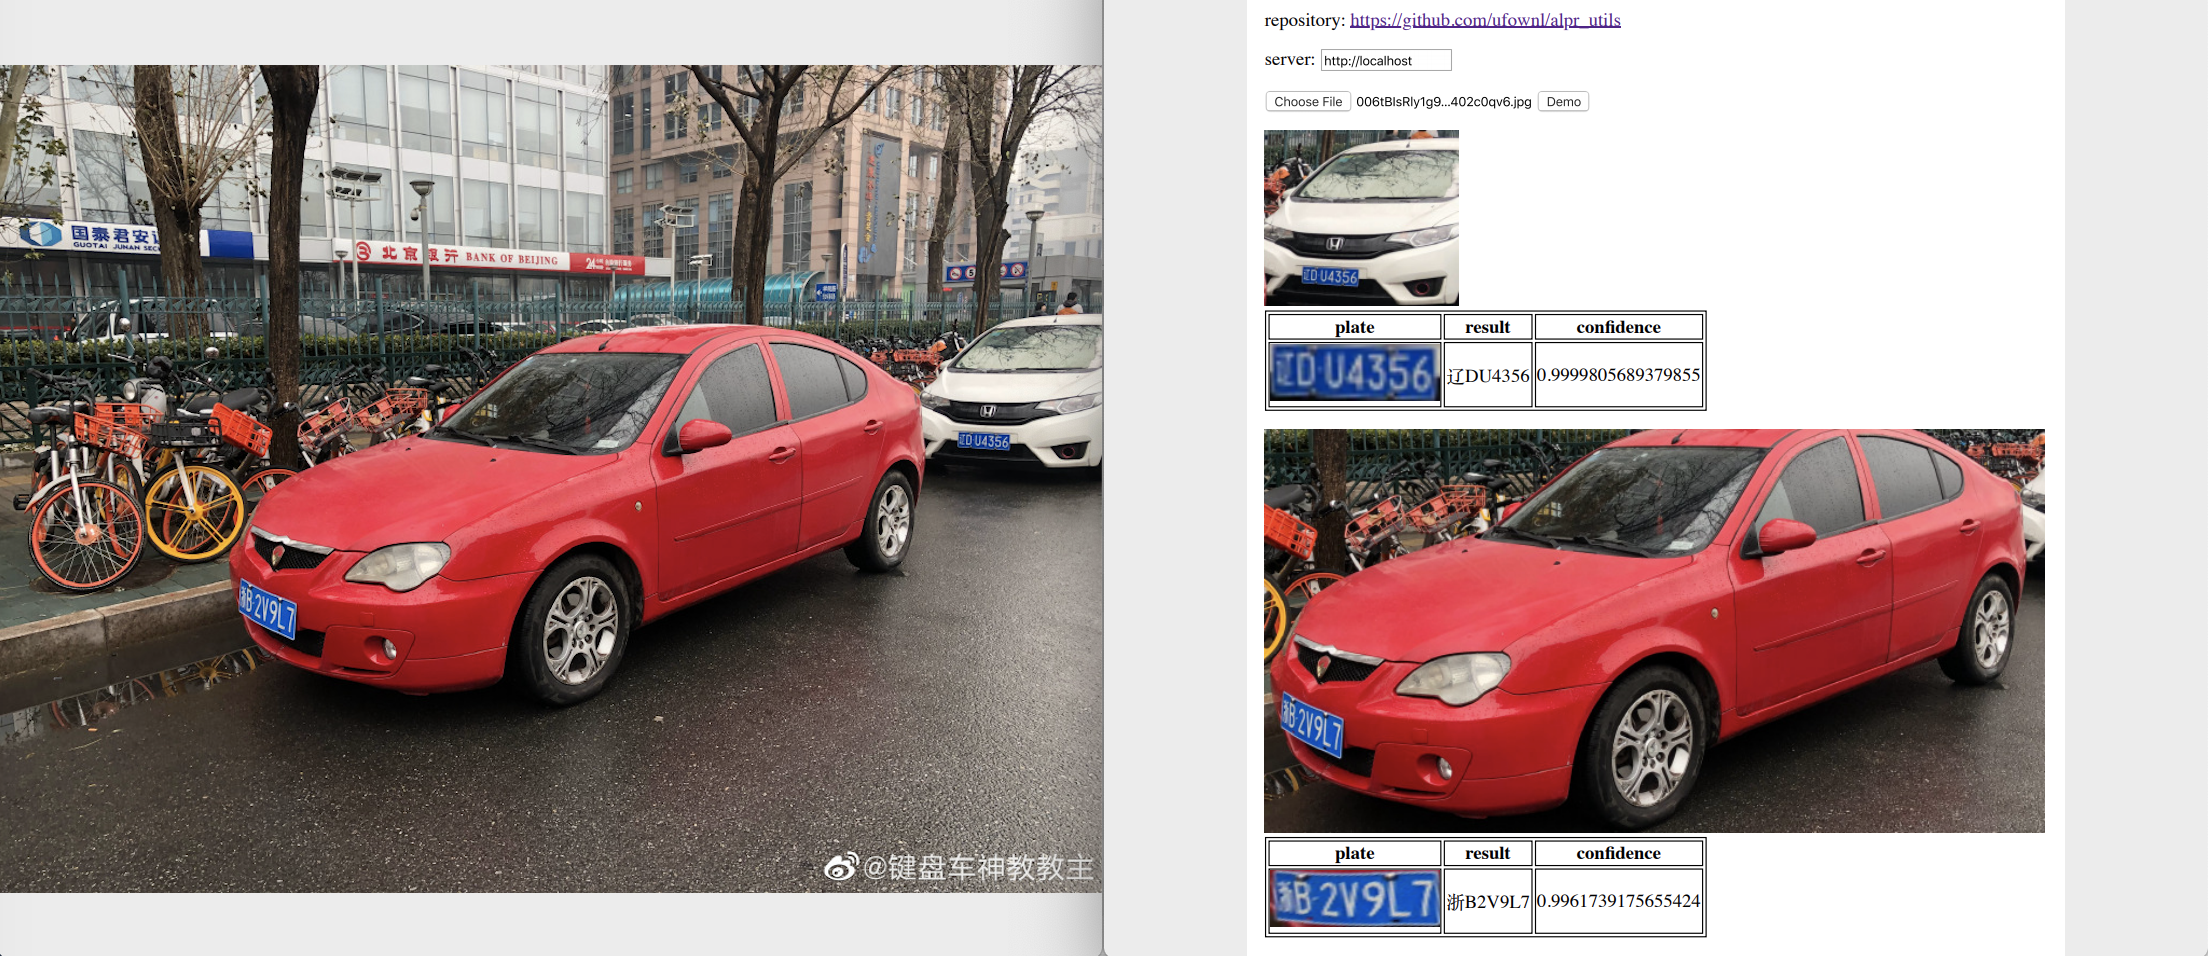 国泰君安证
GUOTAI JUNAN SEC
北京银行 BANK OF BEIJING
24
辽D·U4356
浙B·2V9L7
@键盘车神教教主
repository: https://github.com/ufownl/alpr_utils
server: http://localhost
Choose File 006tBlsRly1g9...402c0qv6.jpg Demo
辽D·U4356
plate result confidence
辽D·U4356 辽DU4356 0.9999805689379855
浙B·2V9L7
plate result confidence
浙B·2V9L7 浙B2V9L7 0.9961739175655424